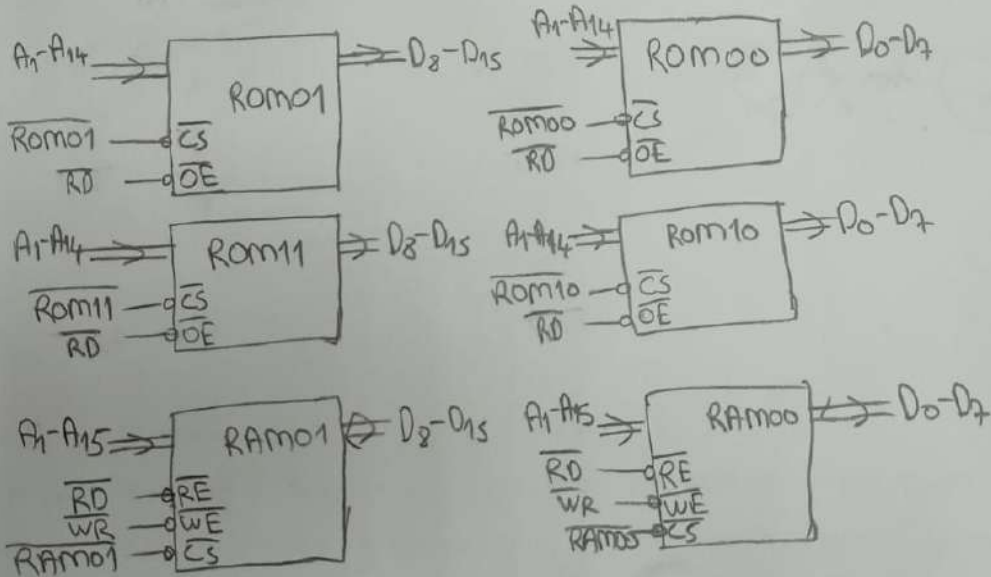 A1-A14 ROM01 D8-D15
ROM01 CS
RD OE
A1-A14 ROM00 D0-D7
ROM00 CS
RD OE
A1-A14 ROM11 D8-D15
ROM11 CS
RD OE
A1-A14 ROM10 D0-D7
ROM10 CS
RD OE
A1-A15 RAM01 D8-D15
RD RE
WR WE
RAM01 CS
A1-A15 RAM00 D0-D7
RD RE
WR WE
CS